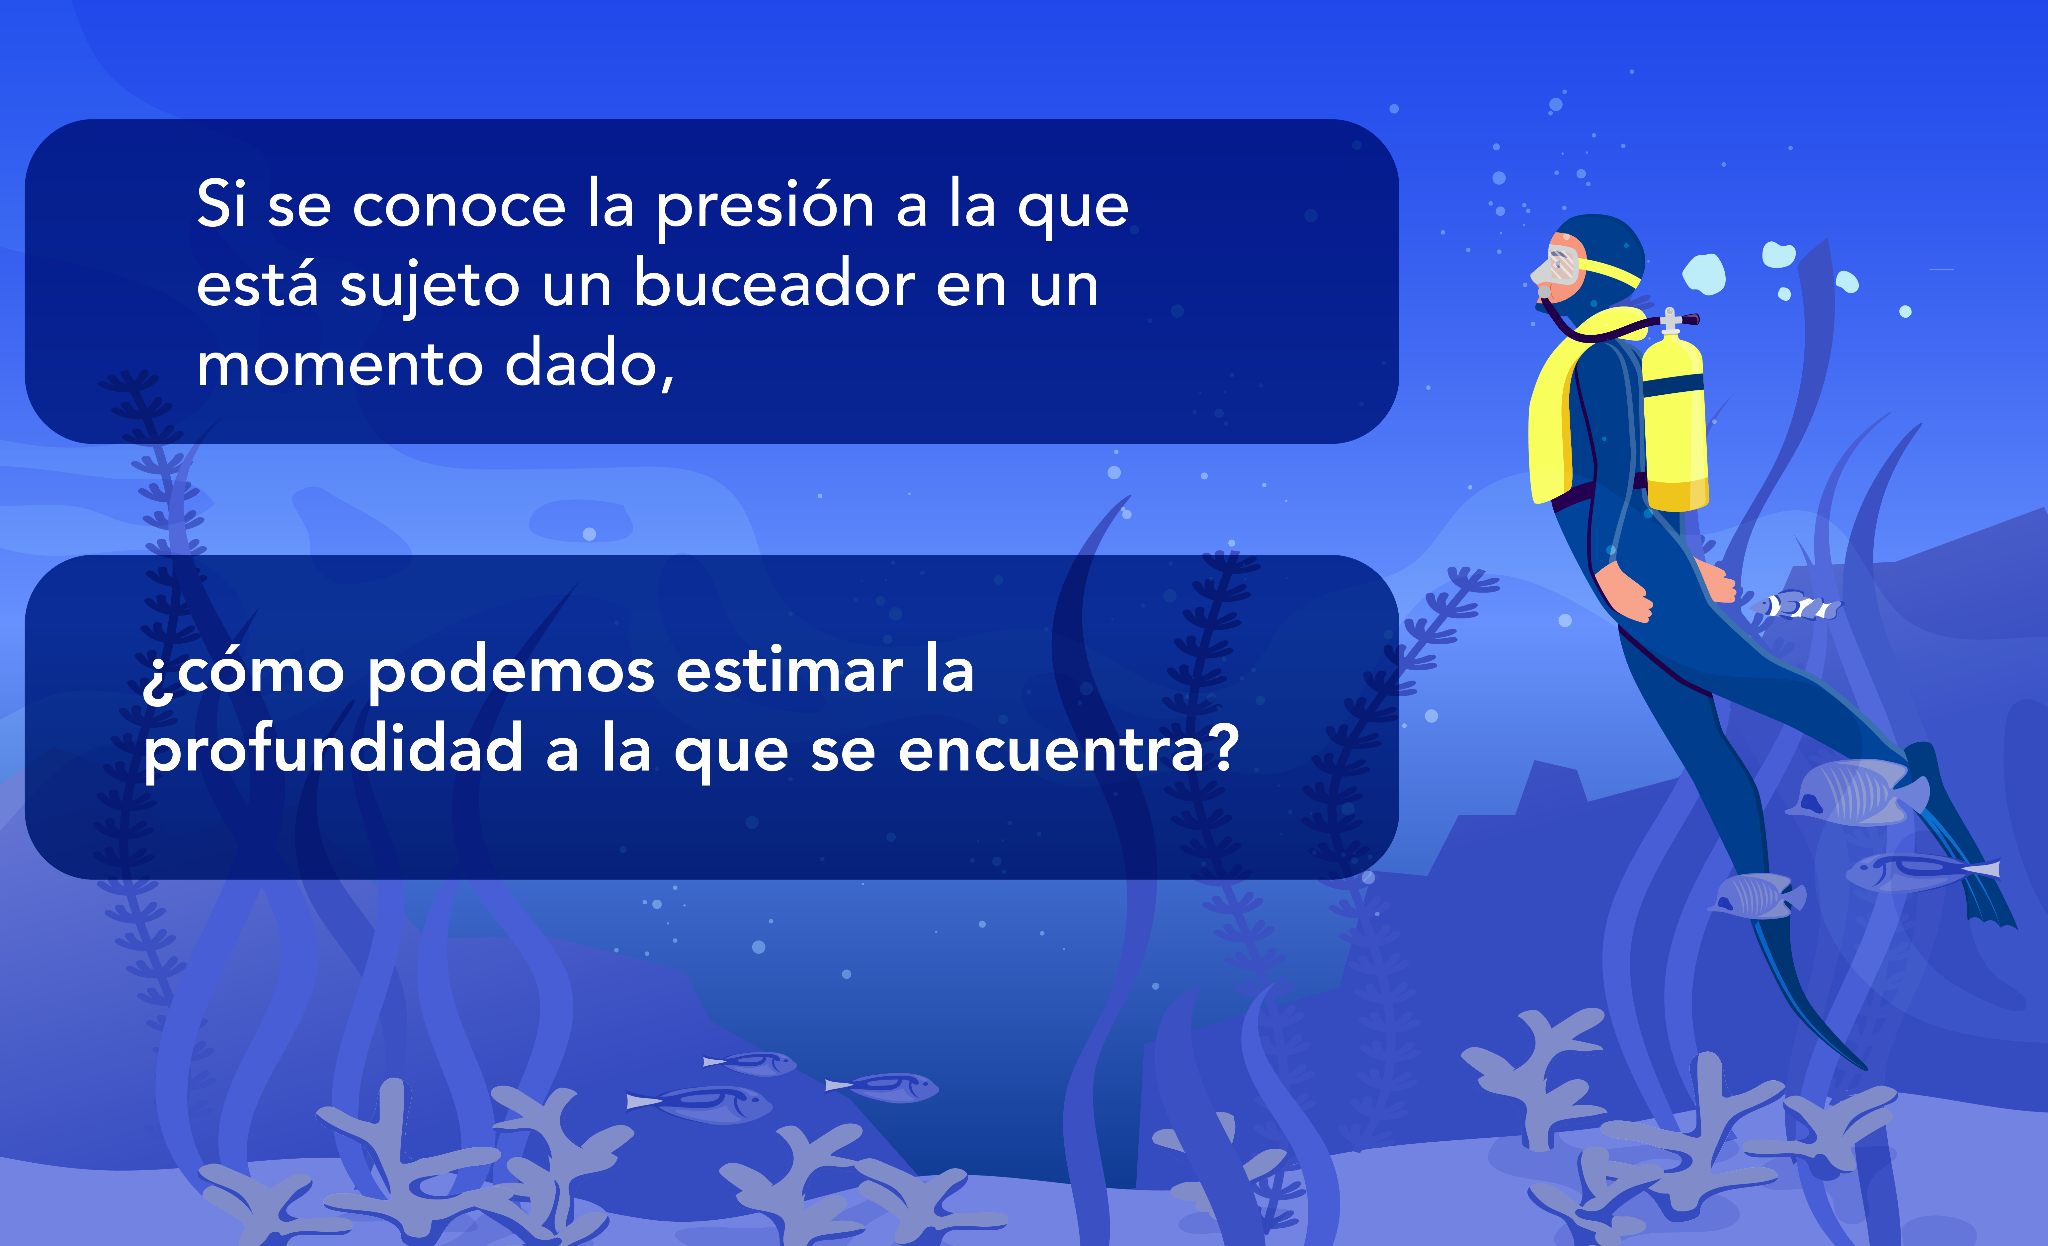 Si se conoce la presión a la que
está sujeto un buceador en un
momento dado,
¿cómo podemos estimar la
profundidad a la que se encuentra?